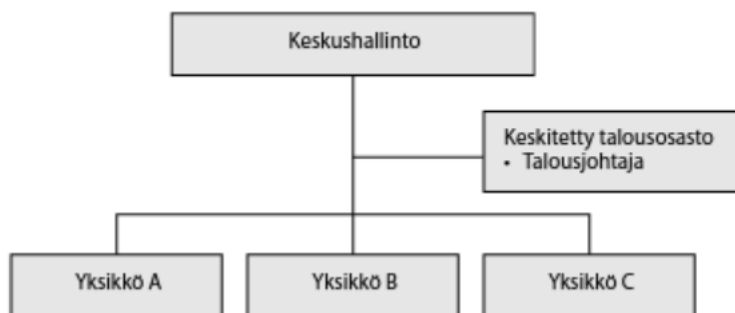 Keskushallinto
Keskitetty talousosasto
• Talousjohtaja
Yksikkö A
Yksikkö B
Yksikkö C